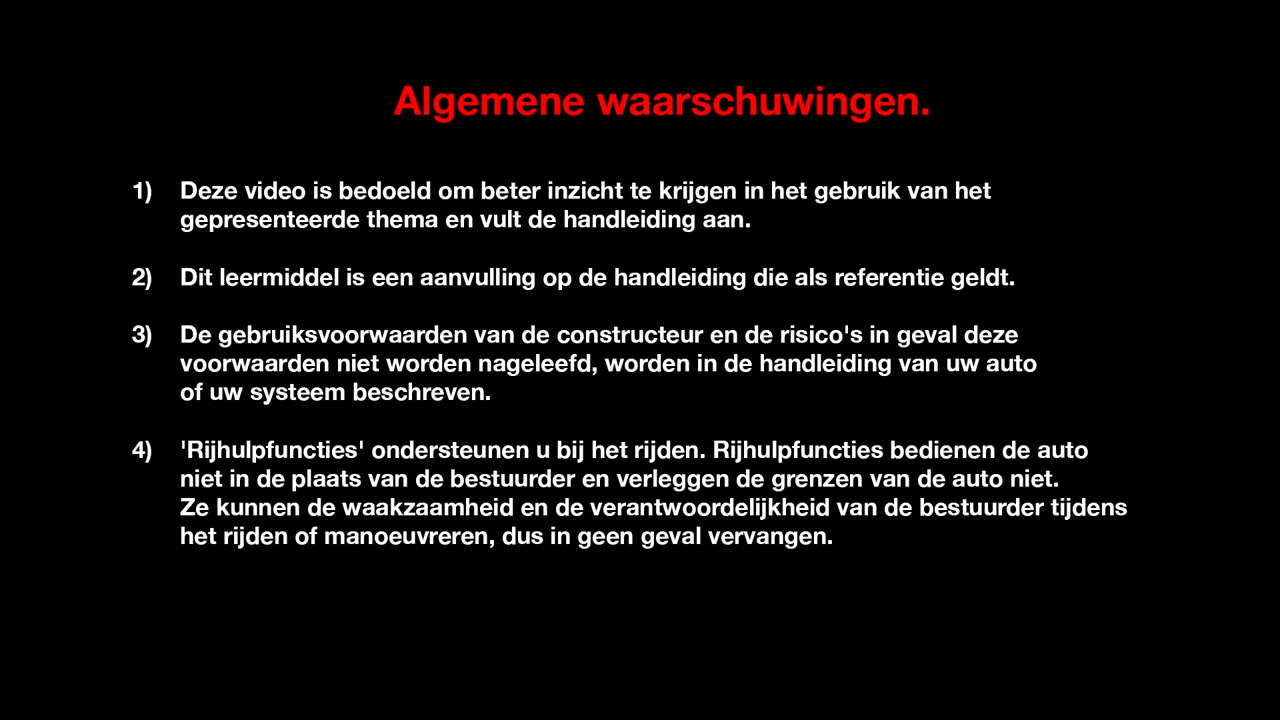 Algemene waarschuwingen.
1) Deze video is bedoeld om beter inzicht te krijgen in het gebruik van het
gepresenteerde thema en vult de handleiding aan.
2) Dit leermiddel is een aanvulling op de handleiding die als referentie geldt.
3) De gebruiksvoorwaarden van de constructeur en de risico's in geval deze
voorwaarden niet worden nageleefd, worden in de handleiding van uw auto
of uw systeem beschreven.
4) 'Rijhulpfuncties' ondersteunen u bij het rijden. Rijhulpfuncties bedienen de auto
niet in de plaats van de bestuurder en verleggen de grenzen van de auto niet.
Ze kunnen de waakzaamheid en de verantwoordelijkheid van de bestuurder tijdens
het rijden of manoeuvreren, dus in geen geval vervangen.